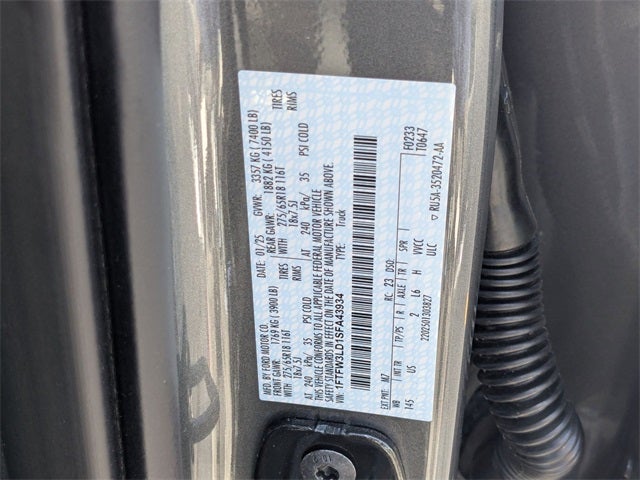 MFD. BY FORD MOTOR CO.
DATE: 01/25 GVWR: 3357 KG ( 7400 LB)
FRONT GAWR: 1769 KG ( 3900 LB) REAR GAWR: 1882 KG ( 4150 LB)
WITH 275/65R18 116T TIRES WITH 275/65R18 116T TIRES
18x7.5J RIMS 18x7.5J RIMS
AT 240 kPa/ 35 PSI COLD AT 240 kPa/ 35 PSI COLD
THIS VEHICLE CONFORMS TO ALL APPLICABLE FEDERAL MOTOR VEHICLE
SAFETY STANDARDS IN EFFECT ON THE DATE OF MANUFACTURE SHOWN ABOVE.
VIN: 1FTFW3LD1SFA43934
TYPE: Truck
F0233
T0647
EXT PNT: M7 RC: 23 DSO:
WB INT TR TP/PS R AXLE TR SPR
145 US 2 L6 H VVCC
ULC
2202501303827
▽ RU5A-3520472-AA